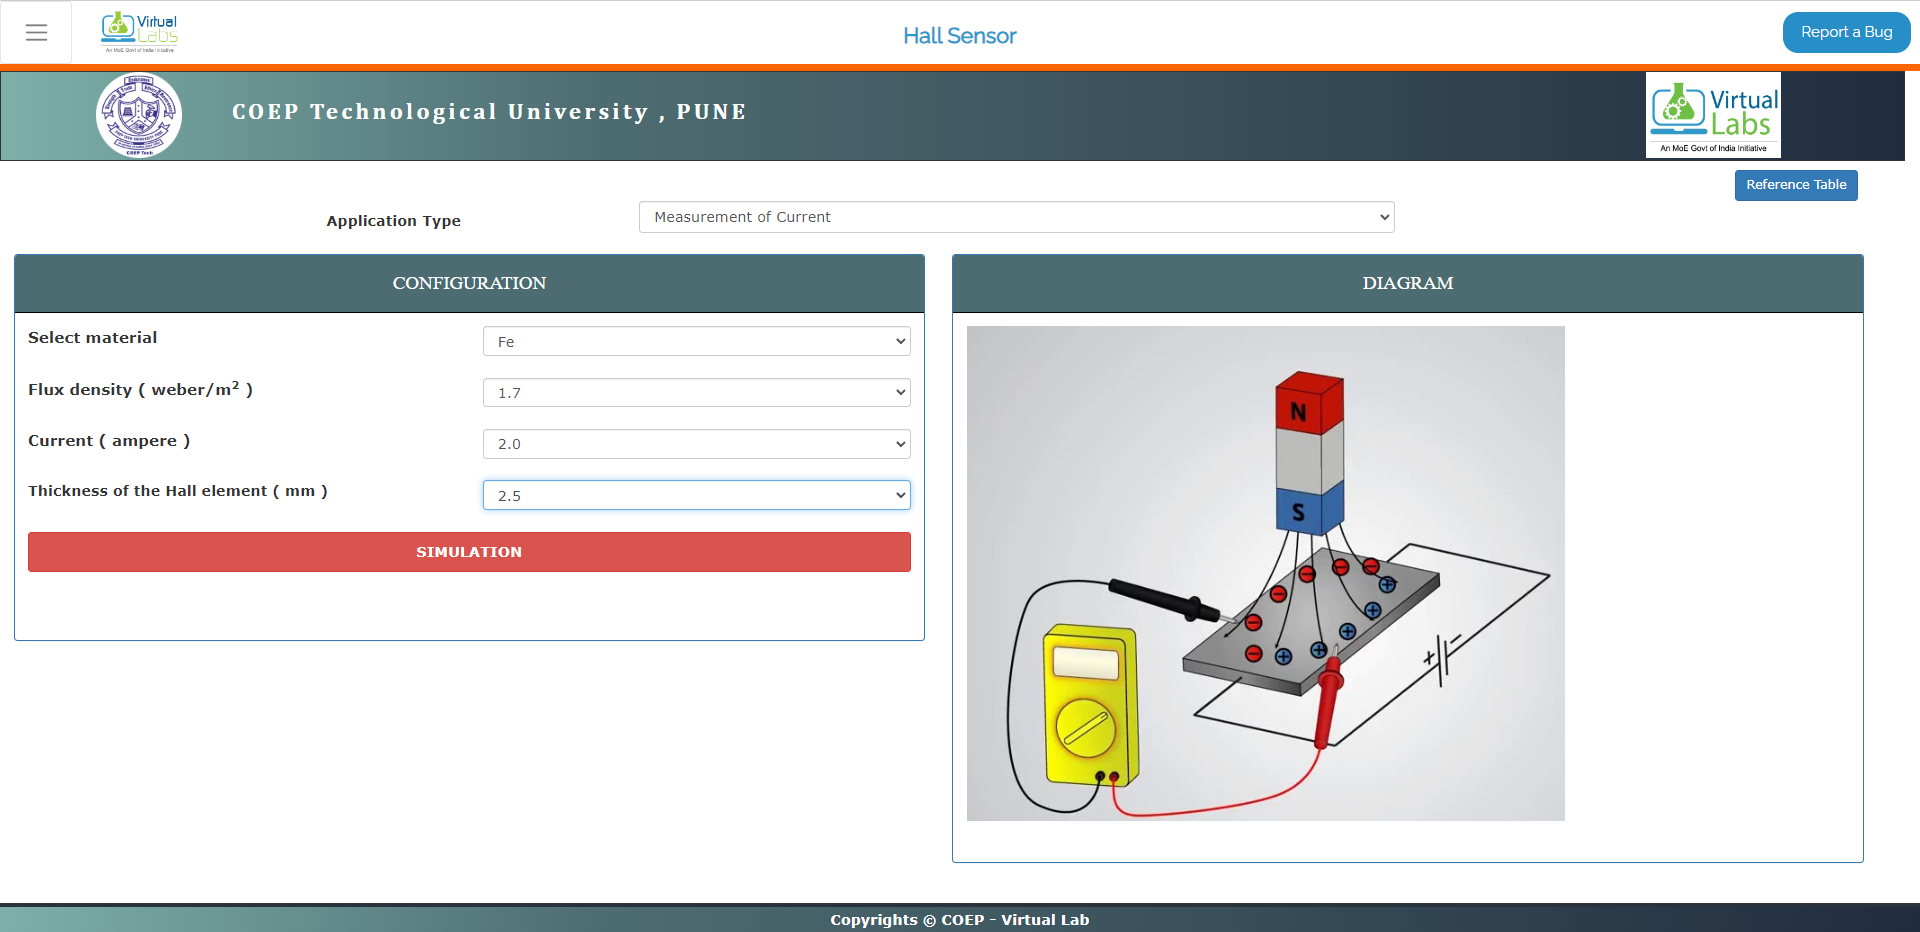 Virtual
Labs
An MoE Govt of India Initiative
Hall Sensor
Report a Bug
COEP Technological University , PUNE
COEP Tech
Virtual
Labs
An MoE Govt of India Initiative
Reference Table
Application Type
Measurement of Current
CONFIGURATION
Select material
Fe
Flux density ( weber/m² )
1.7
Current ( ampere )
2.0
Thickness of the Hall element ( mm )
2.5
SIMULATION
DIAGRAM
N
S
+
−
Copyrights © COEP - Virtual Lab